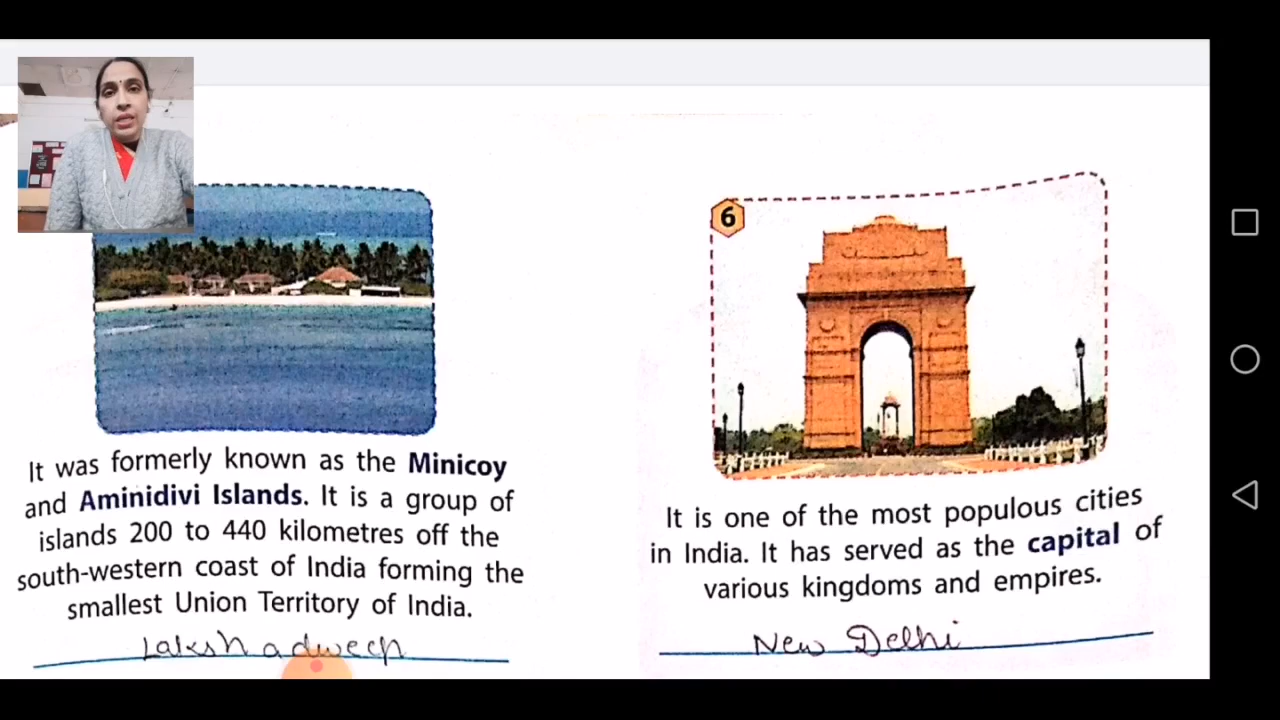 It was formerly known as the Minicoy
and Aminidivi Islands. It is a group of
islands 200 to 440 kilometres off the
south-western coast of India forming the
smallest Union Territory of India.
Lakshadweep
6
It is one of the most populous cities
in India. It has served as the capital of
various kingdoms and empires.
New Delhi